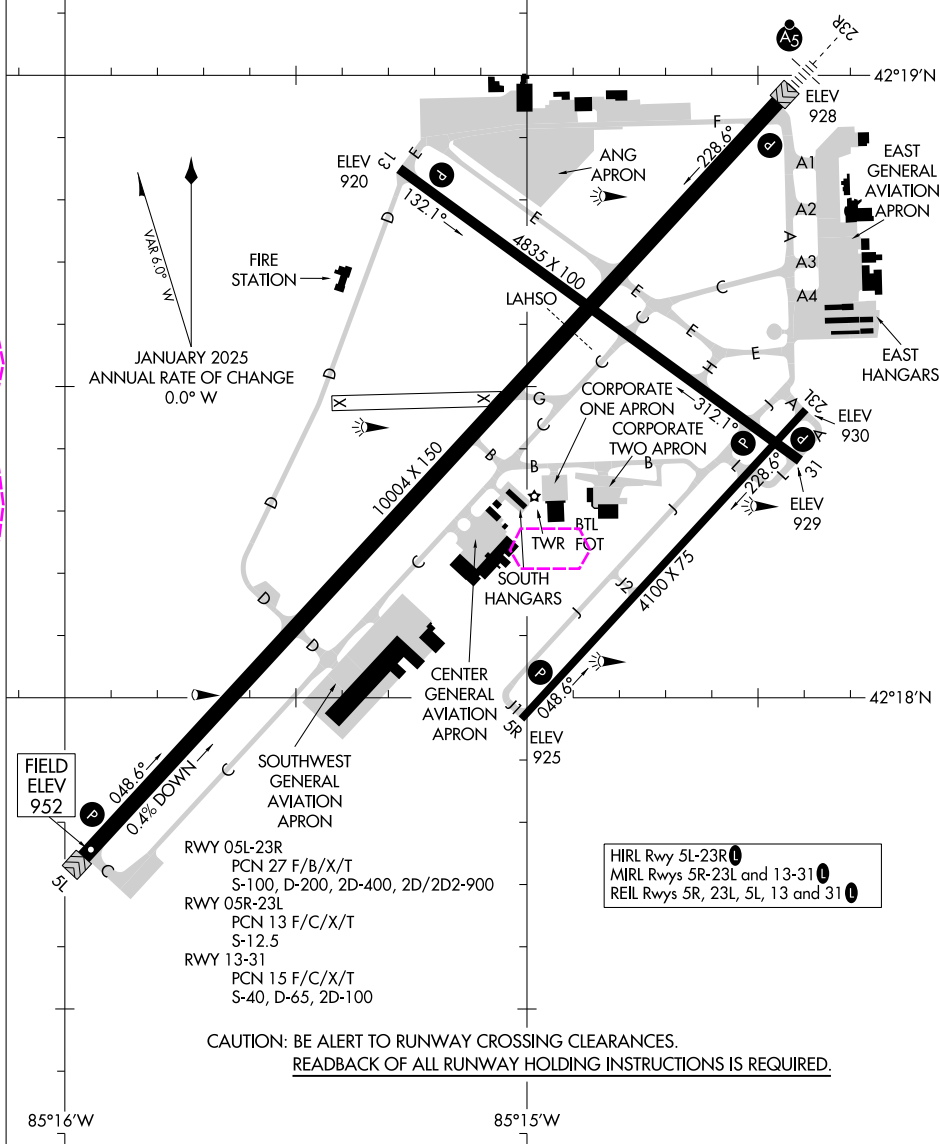 23R
A5
42°19'N
ELEV
928
F
228.6°
P
A1
EAST
GENERAL
AVIATION
APRON
A2
A
A3
A4
C
ANG
APRON
ELEV
920
13
E
P
132.1°
D
E
4835 X 100
VAR 6.0° W
FIRE
STATION
LAHSO
E
C
E
H
E
EAST
HANGARS
JANUARY 2025
ANNUAL RATE OF CHANGE
0.0° W
D
X
X
G
C
C
CORPORATE
ONE APRON
CORPORATE
TWO APRON
312.1°
J
A
23L
ELEV
930
A
P
P
31
L
L
228.6°
ELEV
929
B
B
B
10004 X 150
D
TWR
BTL
FOT
J
C
SOUTH
HANGARS
J2
4100 X 75
D
J
D
CENTER
GENERAL
AVIATION
APRON
P
048.6°
J1
5R
ELEV
925
42°18'N
SOUTHWEST
GENERAL
AVIATION
APRON
C
FIELD
ELEV
952
048.6°
0.4% DOWN
P
C
5L
RWY 05L-23R
PCN 27 F/B/X/T
S-100, D-200, 2D-400, 2D/2D2-900
RWY 05R-23L
PCN 13 F/C/X/T
S-12.5
RWY 13-31
PCN 15 F/C/X/T
S-40, D-65, 2D-100
HIRL Rwy 5L-23R L
MIRL Rwys 5R-23L and 13-31 L
REIL Rwys 5R, 23L, 5L, 13 and 31 L
CAUTION: BE ALERT TO RUNWAY CROSSING CLEARANCES.
READBACK OF ALL RUNWAY HOLDING INSTRUCTIONS IS REQUIRED.
85°16'W
85°15'W